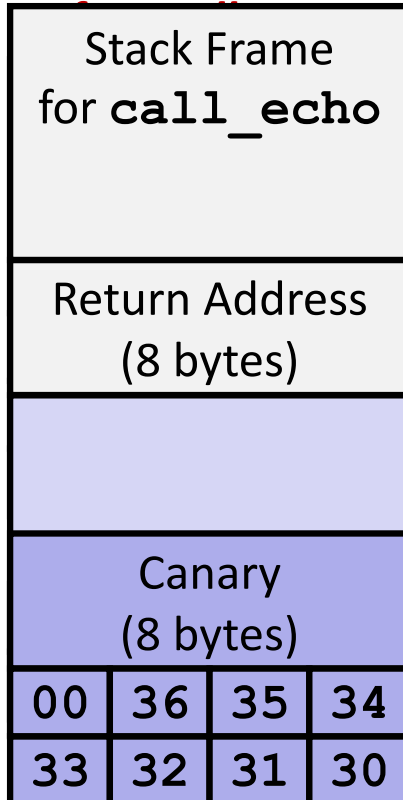 Stack Frame
for call_echo
Return Address
(8 bytes)
Canary
(8 bytes)
00 36 35 34
33 32 31 30